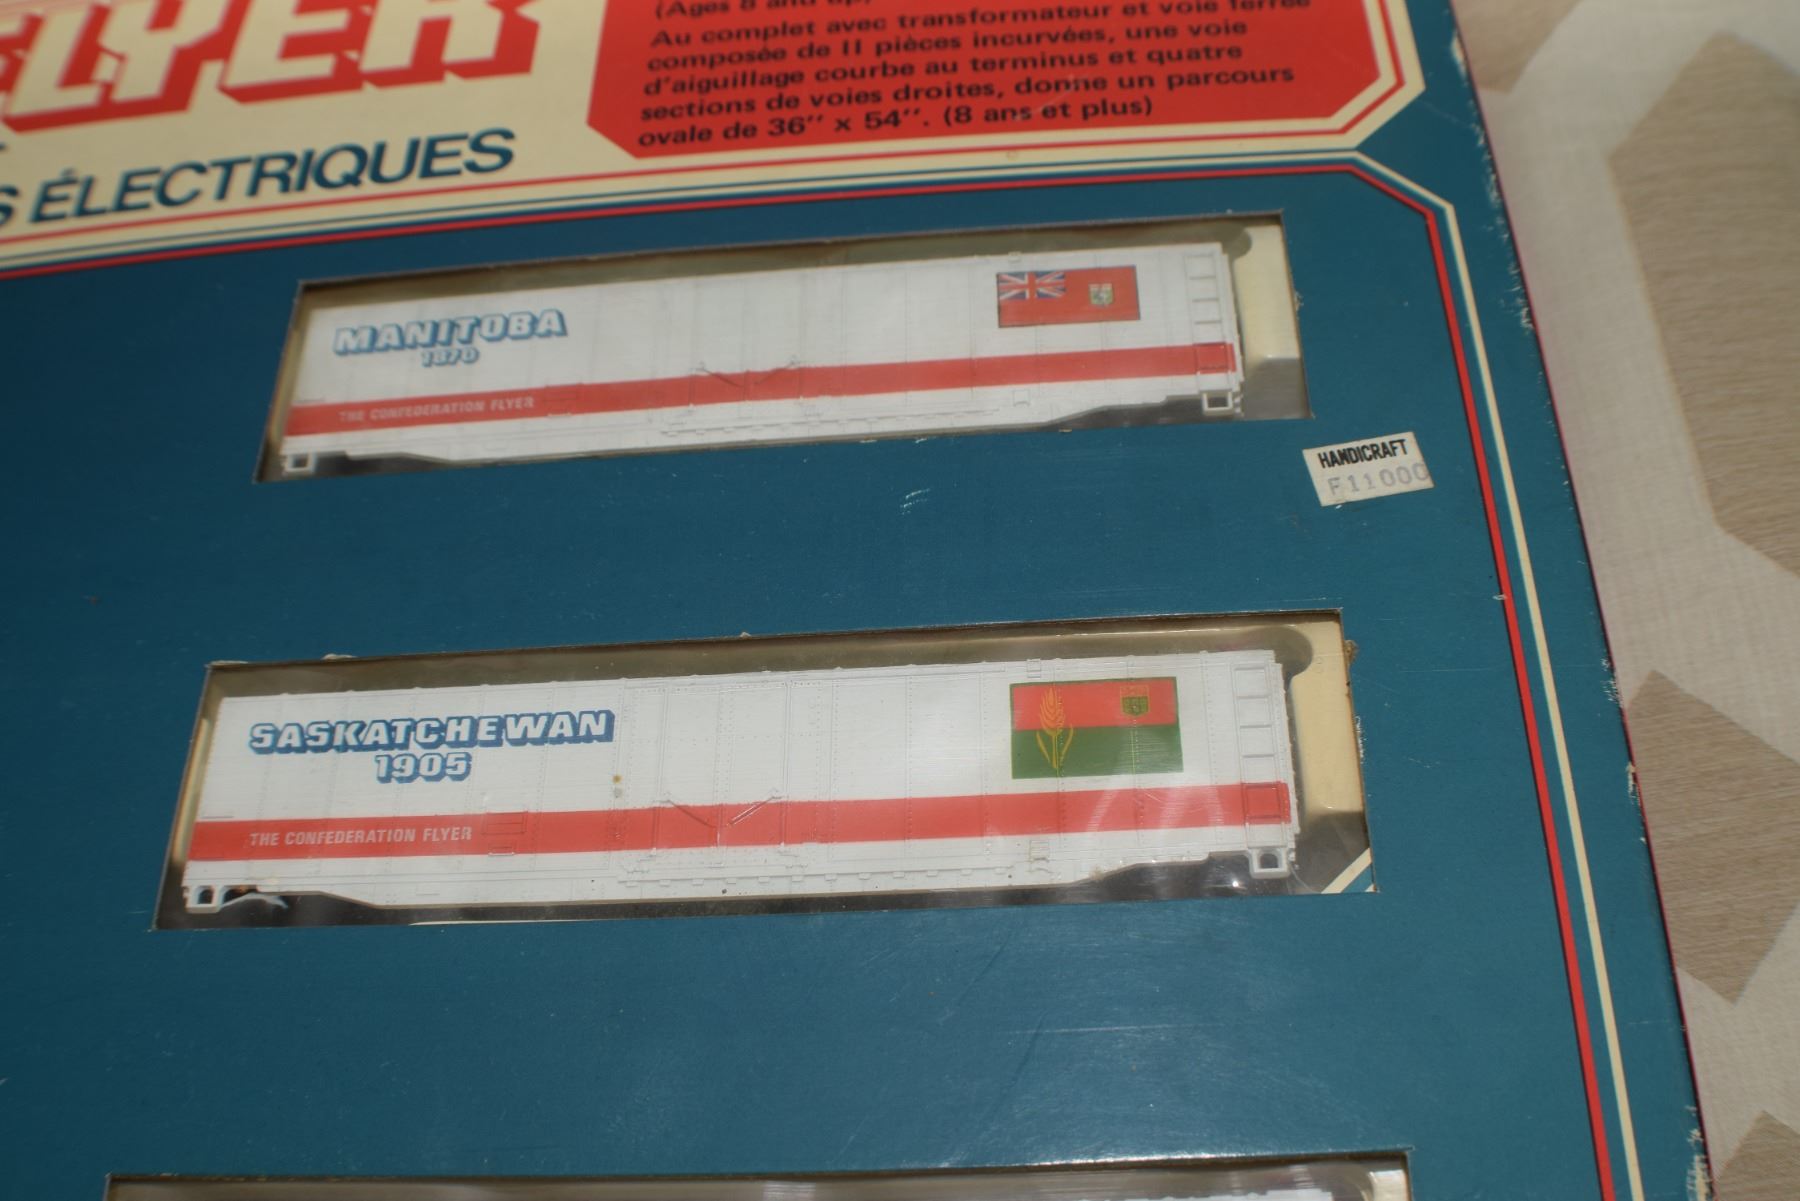 FLYER
(Ages 8 and up)
Au complet avec transformateur et voie ferrée
composée de 11 pièces incurvées, une voie
d'aiguillage courbe au terminus et quatre
sections de voies droites, donne un parcours
ovale de 36" x 54". (8 ans et plus)
S ÉLECTRIQUES
MANITOBA
1870
THE CONFEDERATION FLYER
HANDICRAFT
F11000
SASKATCHEWAN
1905
THE CONFEDERATION FLYER